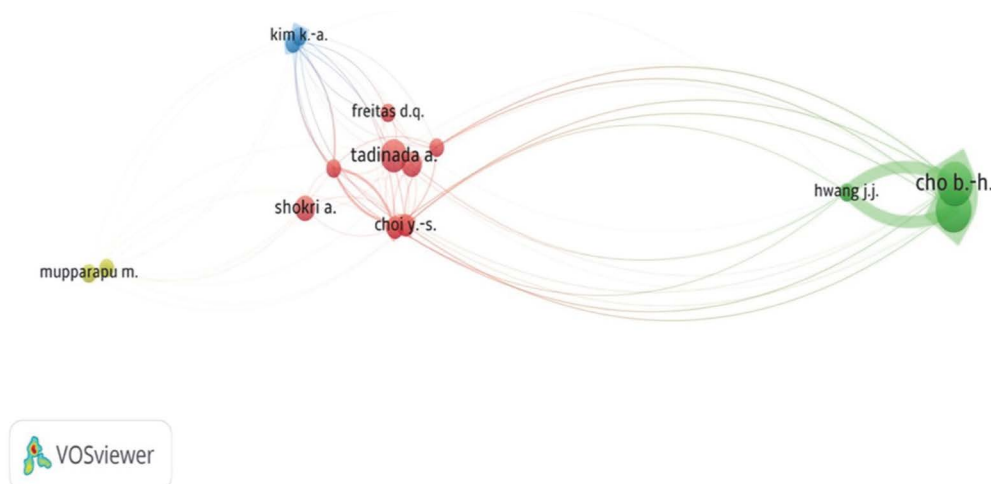 kim k.-a.
freitas d.q.
tadinada a.
cho b.-h.
hwang j.j.
shokri a.
choi y.-s.
mupparapu m.
VOSviewer